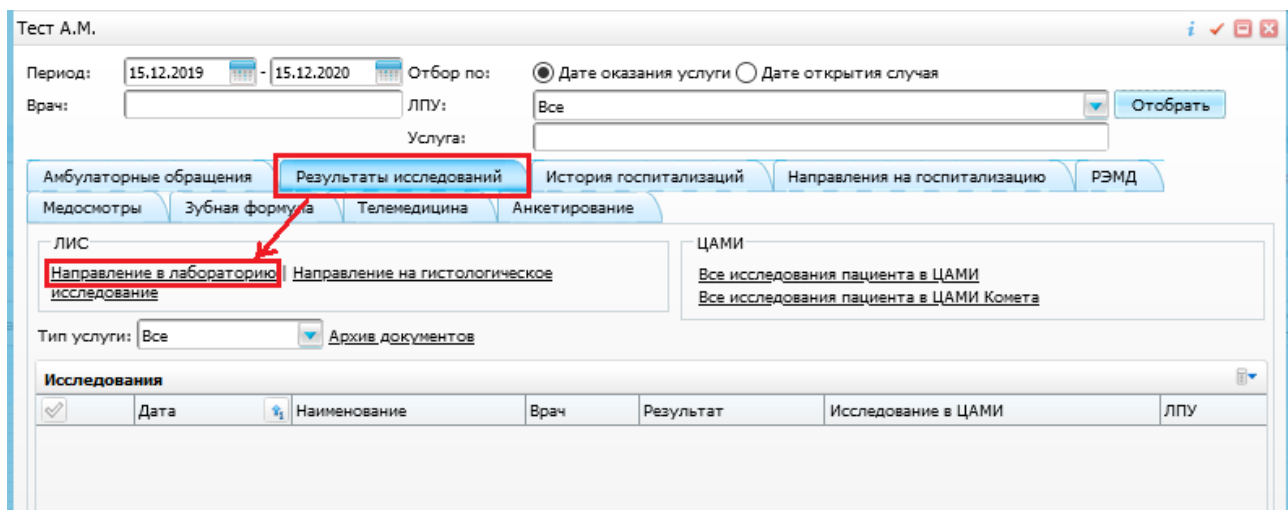 Тест А.М.
Период: 15.12.2019 - 15.12.2020 Отбор по: Дате оказания услуги Дате открытия случая
Врач: ЛПУ: Все Отобрать
Услуга:
Амбулаторные обращения Результаты исследований История госпитализаций Направления на госпитализацию РЭМД
Медосмотры Зубная формула Телемедицина Анкетирование
ЛИС ЦАМИ
Направление в лабораторию | Направление на гистологическое Все исследования пациента в ЦАМИ
исследование Все исследования пациента в ЦАМИ Комета
Тип услуги: Все Архив документов
Исследования
Дата 1 Наименование Врач Результат Исследование в ЦАМИ ЛПУ